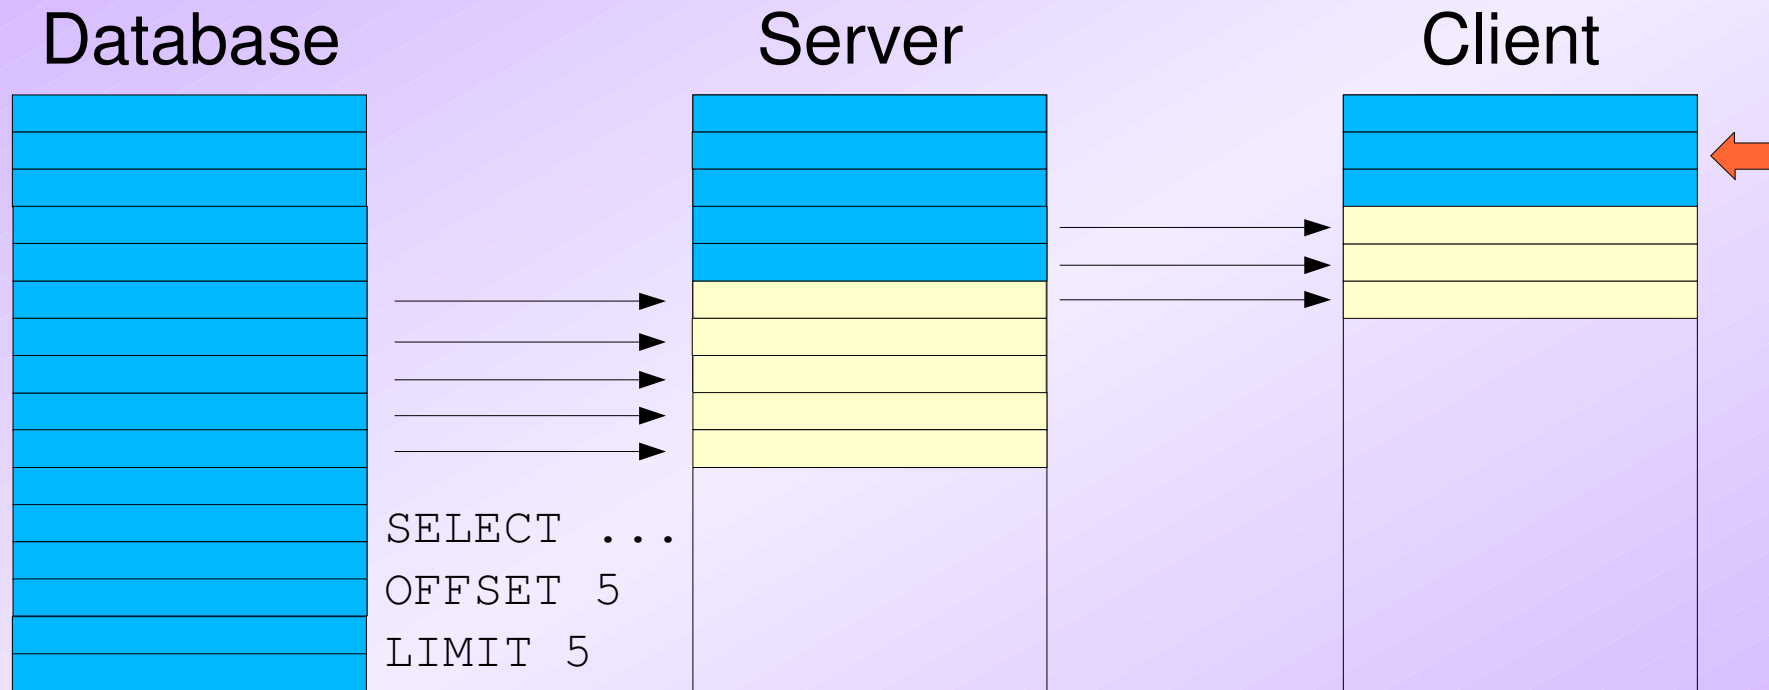 Database
Server
Client
SELECT ...
OFFSET 5
LIMIT 5